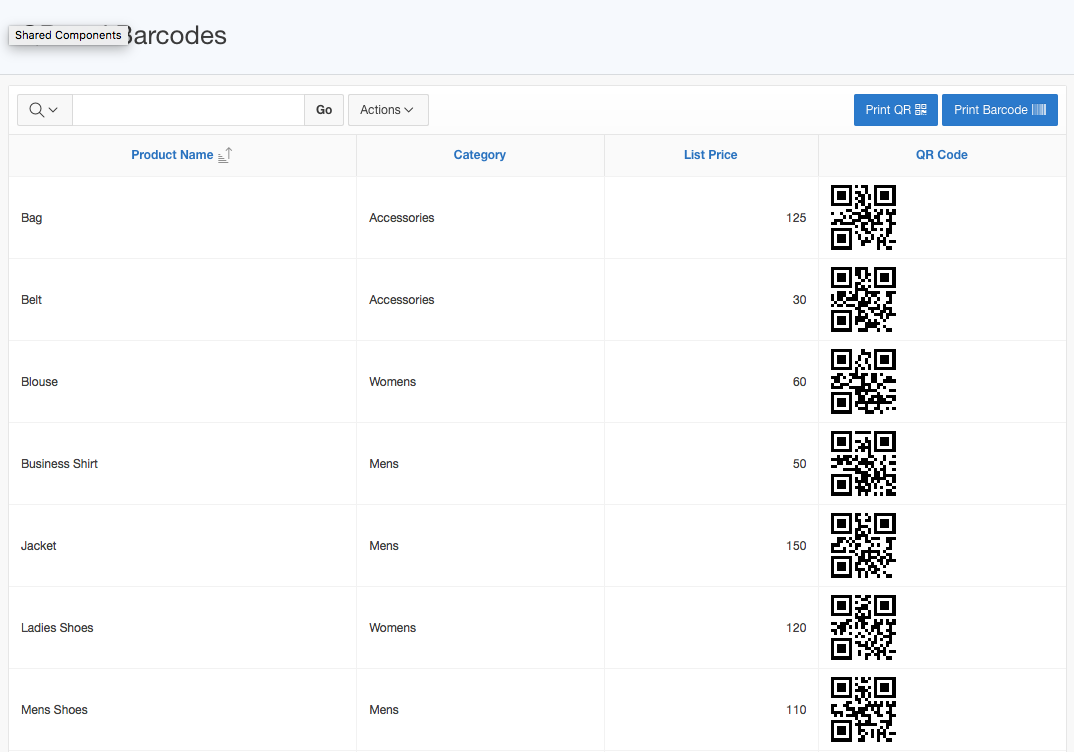 Shared Components
Barcodes
Go
Actions
Print QR
Print Barcode
Product Name
Category
List Price
QR Code
Bag
Accessories
125
Belt
Accessories
30
Blouse
Womens
60
Business Shirt
Mens
50
Jacket
Mens
150
Ladies Shoes
Womens
120
Mens Shoes
Mens
110